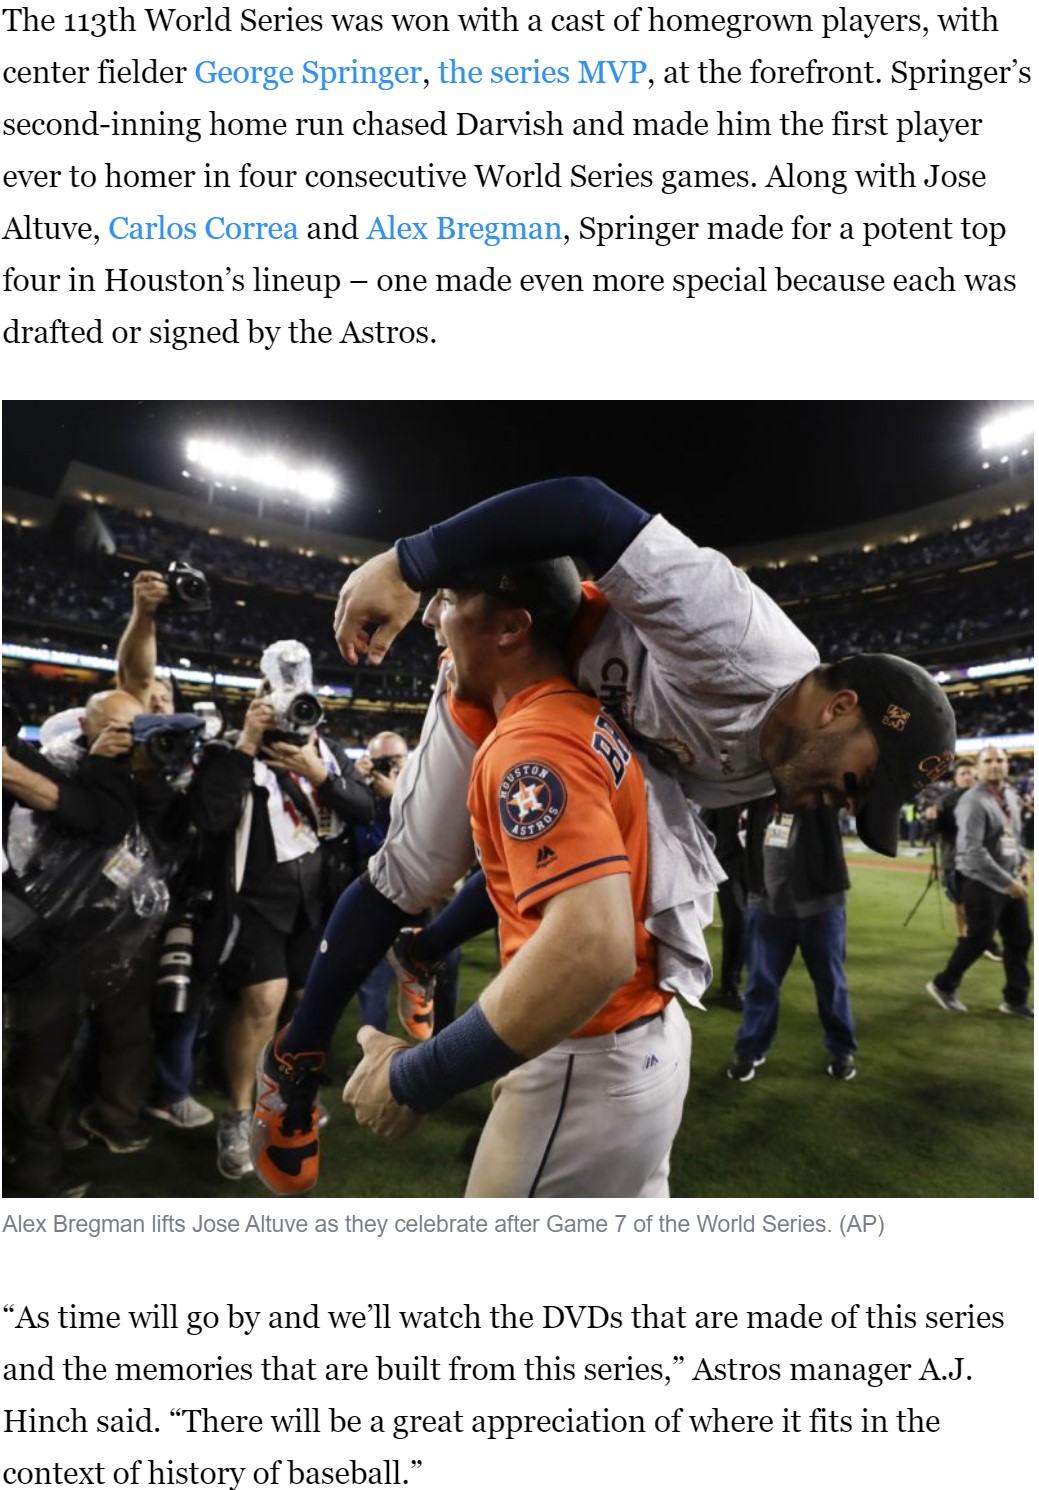 The 113th World Series was won with a cast of homegrown players, with
center fielder George Springer, the series MVP, at the forefront. Springer’s
second-inning home run chased Darvish and made him the first player
ever to homer in four consecutive World Series games. Along with Jose
Altuve, Carlos Correa and Alex Bregman, Springer made for a potent top
four in Houston’s lineup – one made even more special because each was
drafted or signed by the Astros.
HOUSTON
H
ASTROS
Alex Bregman lifts Jose Altuve as they celebrate after Game 7 of the World Series. (AP)
“As time will go by and we’ll watch the DVDs that are made of this series
and the memories that are built from this series,” Astros manager A.J.
Hinch said. “There will be a great appreciation of where it fits in the
context of history of baseball.”